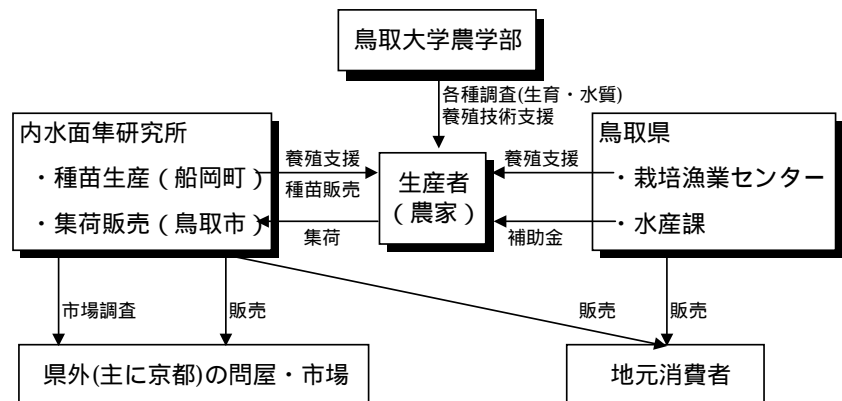 鳥取大学農学部
各種調査(生育・水質)
養殖技術支援
内水面隼研究所
・種苗生産(船岡町)
・集荷販売(鳥取市)
養殖支援
種苗販売
集荷
生産者
(農家)
養殖支援
補助金
鳥取県
・栽培漁業センター
・水産課
市場調査
販売
販売
販売
県外(主に京都)の問屋・市場
地元消費者